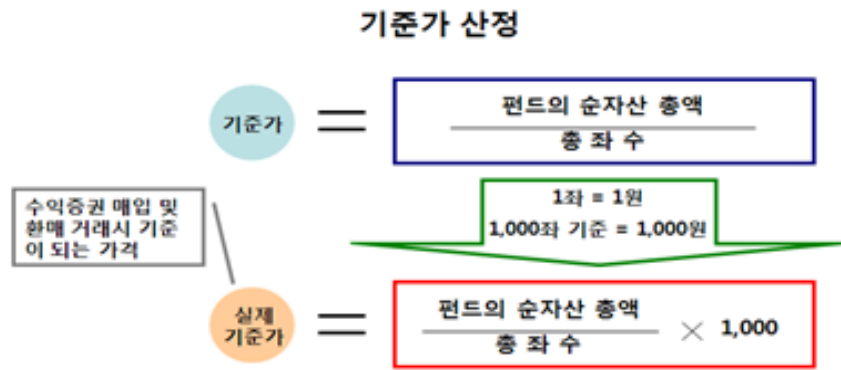 기준가 산정
기준가
=
펀드의 순자산 총액
총 좌 수
1좌 = 1원
1,000좌 기준 = 1,000원
수익증권 매입 및
환매 거래시 기준
이 되는 가격
실제
기준가
=
펀드의 순자산 총액
총 좌 수
× 1,000